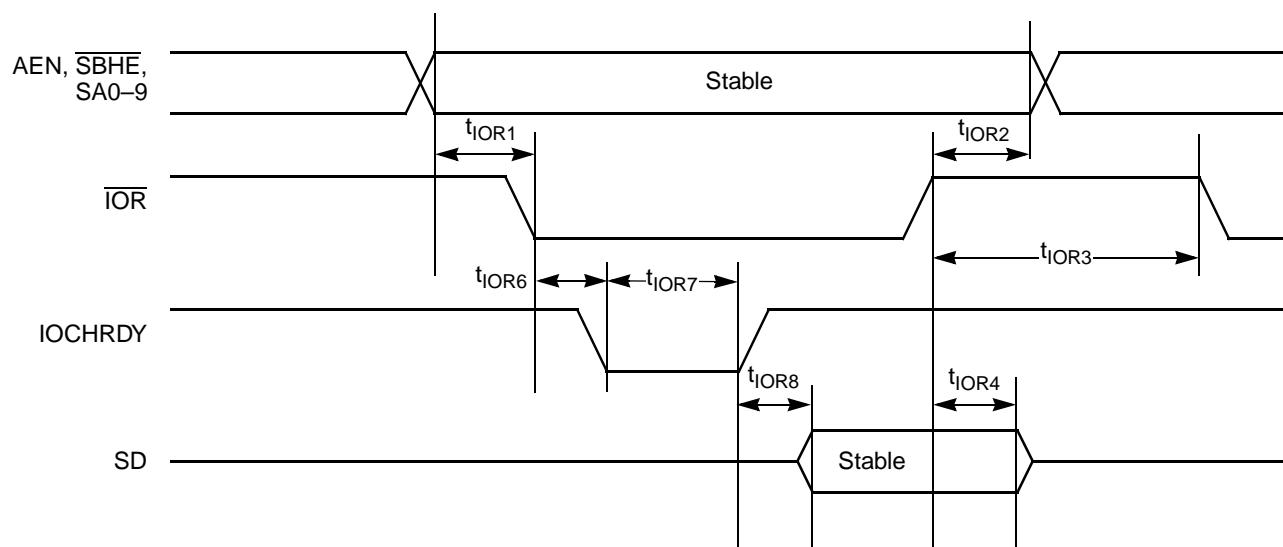 AEN, SBHE,
SA0–9
Stable
tIOR1
tIOR2
IOR
tIOR3
tIOR6
tIOR7
IOCHRDY
tIOR8
tIOR4
SD
Stable